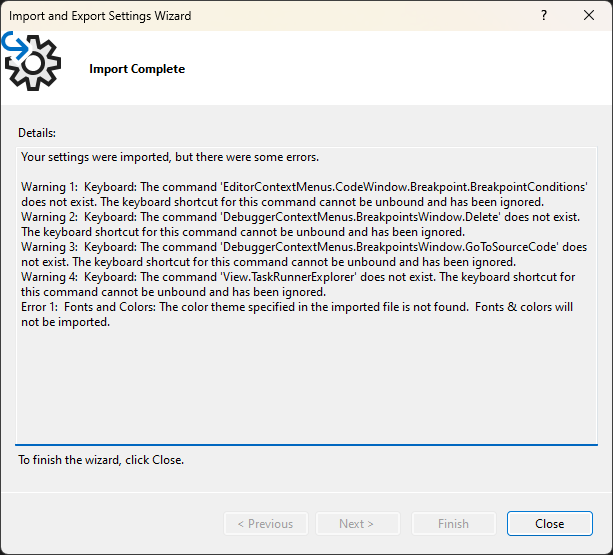 Import and Export Settings Wizard
?
Import Complete
Details:
Your settings were imported, but there were some errors.
Warning 1:  Keyboard: The command 'EditorContextMenus.CodeWindow.Breakpoint.BreakpointConditions'
does not exist. The keyboard shortcut for this command cannot be unbound and has been ignored.
Warning 2:  Keyboard: The command 'DebuggerContextMenus.BreakpointsWindow.Delete' does not exist.
The keyboard shortcut for this command cannot be unbound and has been ignored.
Warning 3:  Keyboard: The command 'DebuggerContextMenus.BreakpointsWindow.GoToSourceCode' does
not exist. The keyboard shortcut for this command cannot be unbound and has been ignored.
Warning 4:  Keyboard: The command 'View.TaskRunnerExplorer' does not exist. The keyboard shortcut for
this command cannot be unbound and has been ignored.
Error 1:  Fonts and Colors: The color theme specified in the imported file is not found.  Fonts & colors will
not be imported.
To finish the wizard, click Close.
< Previous
Next >
Finish
Close